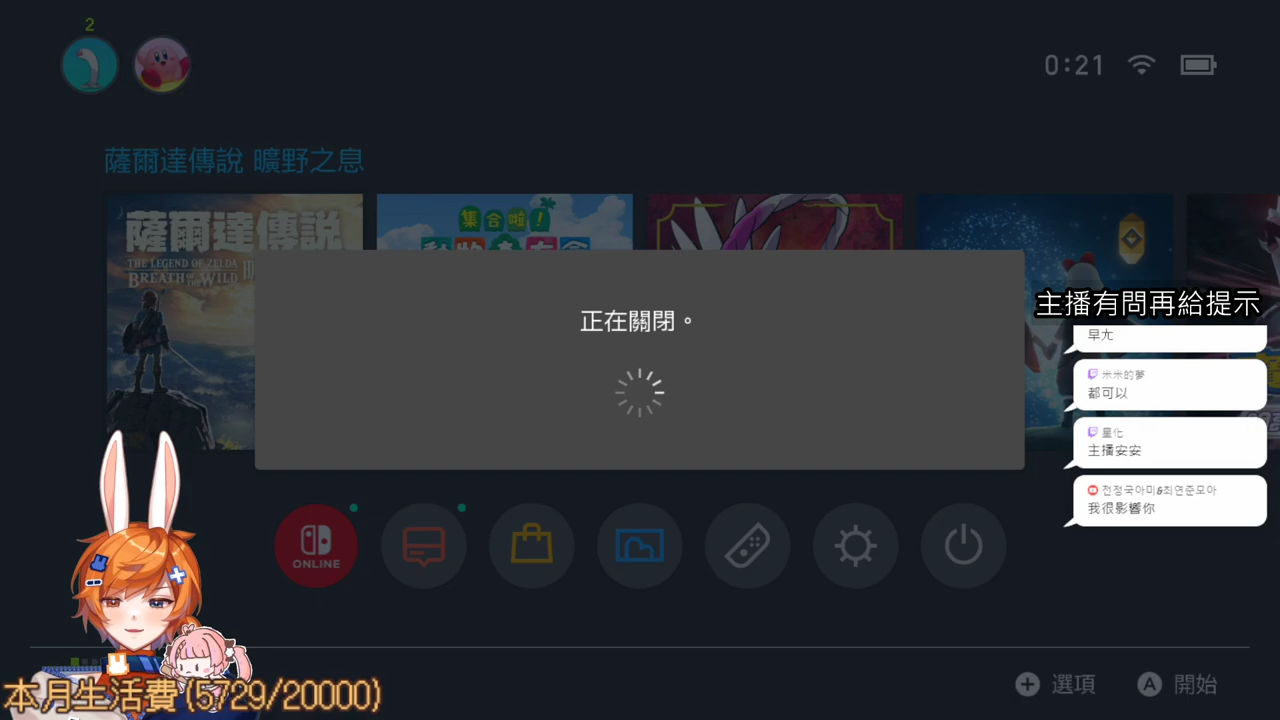 2
0:21
薩爾達傳說 曠野之息
薩爾達傳說
THE LEGEND OF ZELDA
BREATH OF THE WILD
集合啦！
正在關閉。
主播有問再給提示
早尢
米米的夢
都可以
星化
主播安安
전정국아미&최연준모아
我很影響你
ONLINE
本月生活費(5729/20000)
選項
A
開始